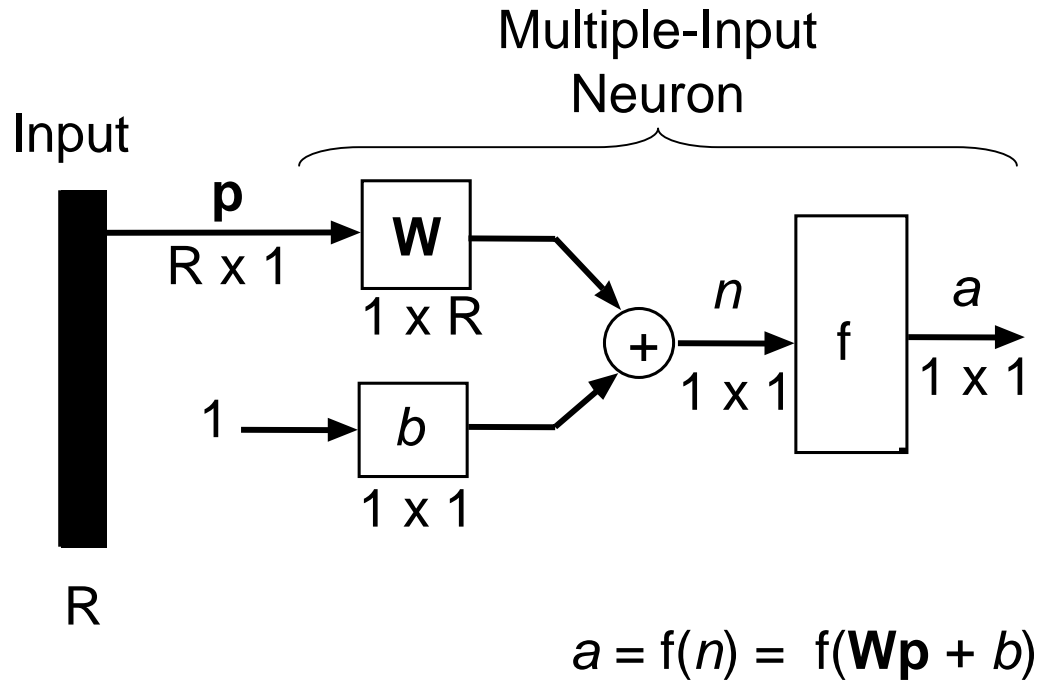 Multiple-Input
Neuron
Input
p
R x 1
W
1 x R
n
1 x 1
f
a
1 x 1
+
1
b
1 x 1
R
a = f(n) = f(Wp + b)